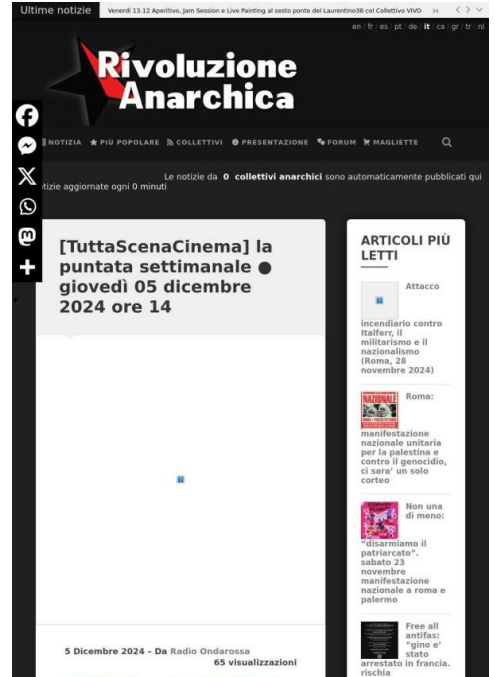 Ultime notizie
Venerdì 13.12 Aperitivo, Jam Session e Live Painting al sesto ponte del Laurentino38 col Collettivo VIVO
en / fr / es / pt / de / it / ca / gr / tr / nl
Rivoluzione
Anarchica
NOTIZIA PIÙ POPOLARE COLLETTIVI PRESENTAZIONE FORUM MAGLIETTE
Le notizie da 0 collettivi anarchici sono automaticamente pubblicati qui
tizie aggiornate ogni 0 minuti
[TuttaScenaCinema] la
puntata settimanale ●
giovedì 05 dicembre
2024 ore 14
5 Dicembre 2024 - Da Radio Ondarossa
65 visualizzazioni
ARTICOLI PIÙ
LETTI
Attacco
incendiario contro
Italferr, il
militarismo e il
nazionalismo
(Roma, 28
novembre 2024)
NAZIONALE
Roma:
manifestazione
nazionale unitaria
per la palestina e
contro il genocidio,
ci sara' un solo
corteo
Non una
di meno:
"disarmiamo il
patriarcato".
sabato 23
novembre
manifestazione
nazionale a roma e
palermo
Free all
antifas:
"gino e'
stato
arrestato in francia.
rischia